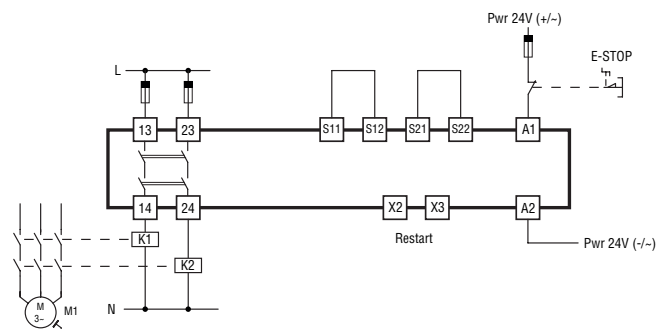 Pwr 24V (+/~)
E-STOP
L
13 23 S11 S12 S21 S22 A1
14 24 X2 X3 A2
K1 Restart Pwr 24V (-/~)
K2
M
3~
M1
N